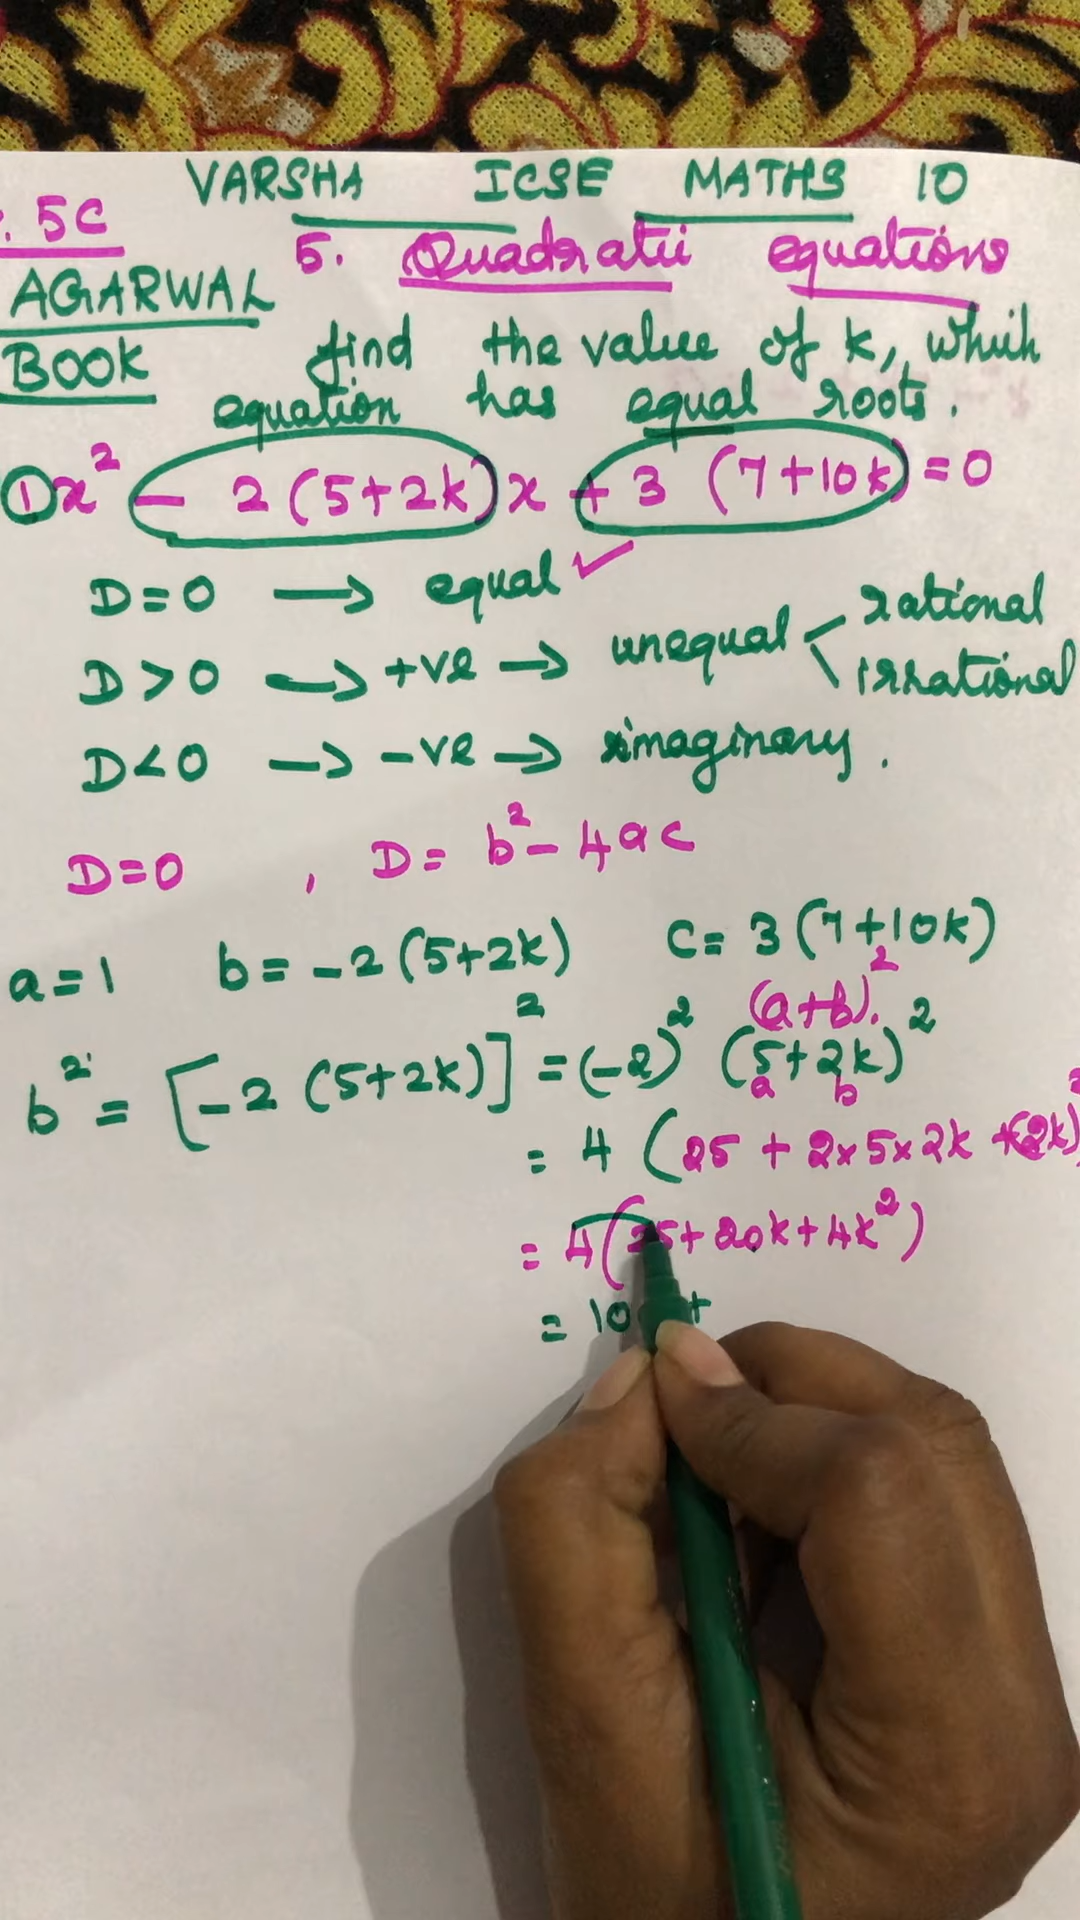 VARSHA ICSE MATHS 10
. 5C
5. Quadratic equations
AGARWAL
BOOK
find the value of k, which
equation has equal roots.
① x² - 2 (5+2k) x + 3 (7+10k) = 0
D=0 → equal ✓
D>0 → +ve → unequal < rational
irrational
D<0 → -ve → imaginary.
D=0 , D = b² - 4ac
a=1 b = -2 (5+2k) C = 3 (7+10k)
(a+b)².
b² = [-2 (5+2k)]² = (-2)² (5+2k)²
a b
= 4 (25 + 2×5×2k + (2k)²
= 4(25+20k+4k²)
= 10 +